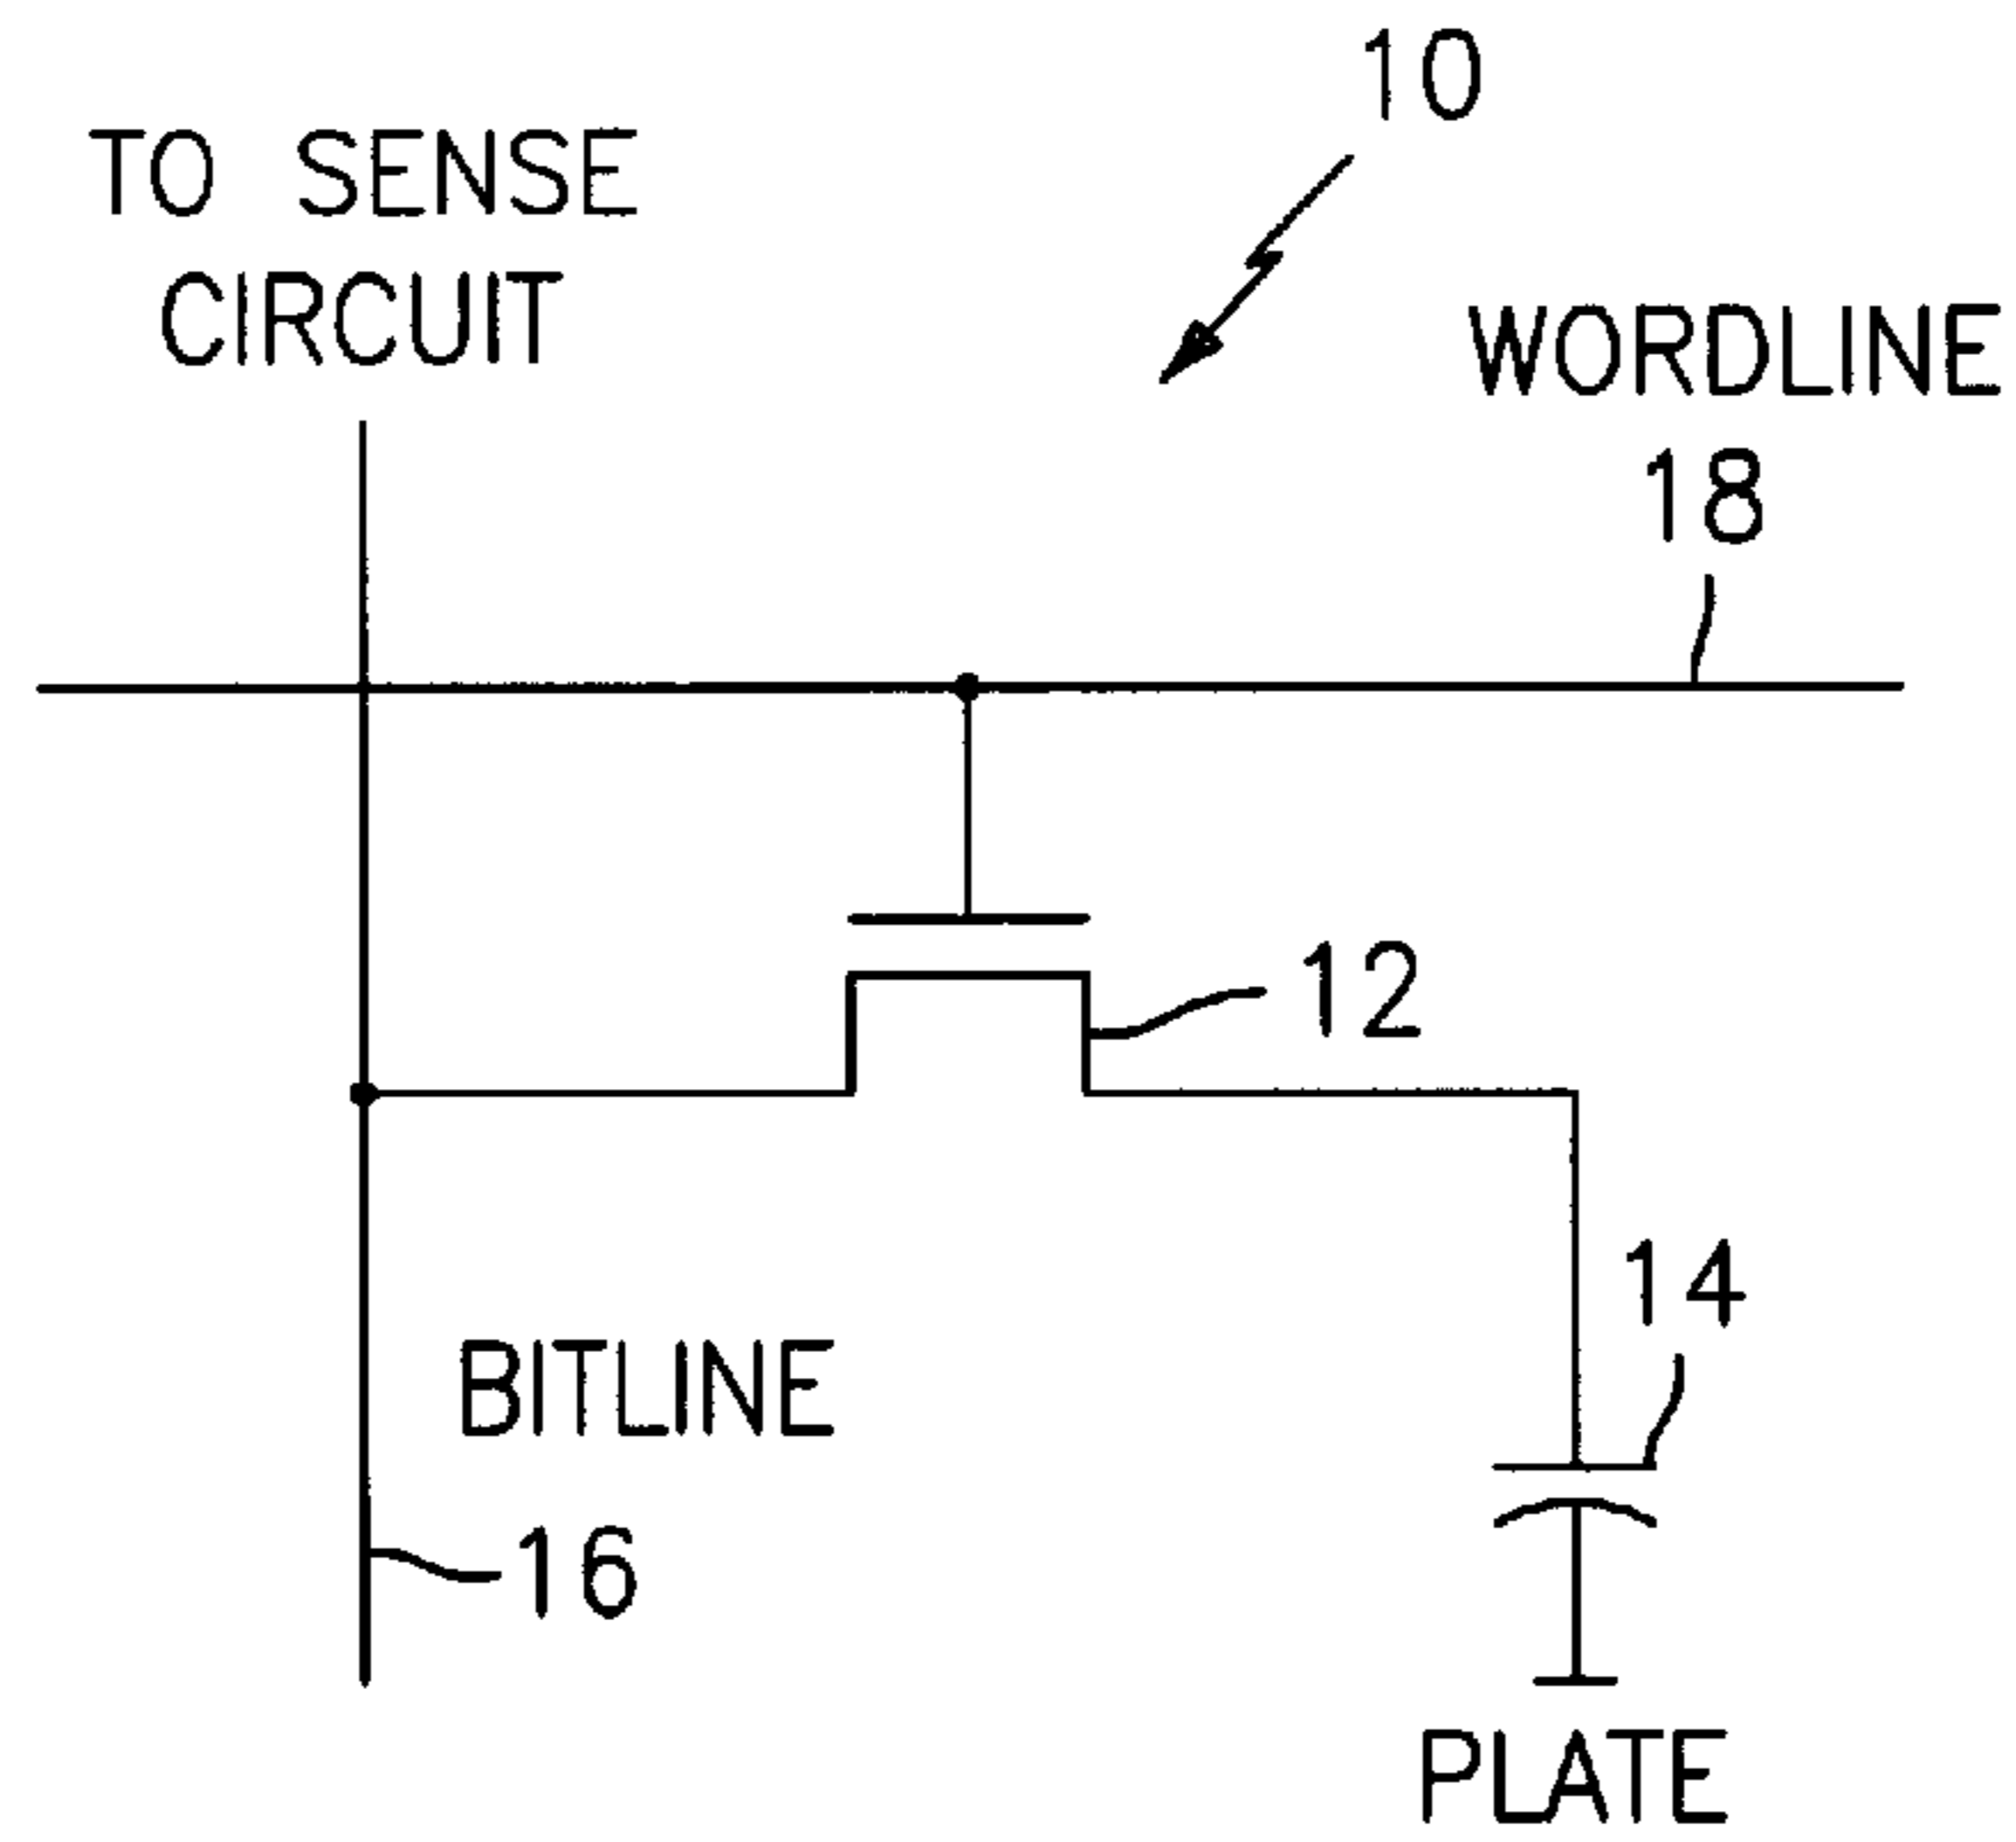 10
TO SENSE
CIRCUIT
WORDLINE
18
12
14
BITLINE
16
PLATE